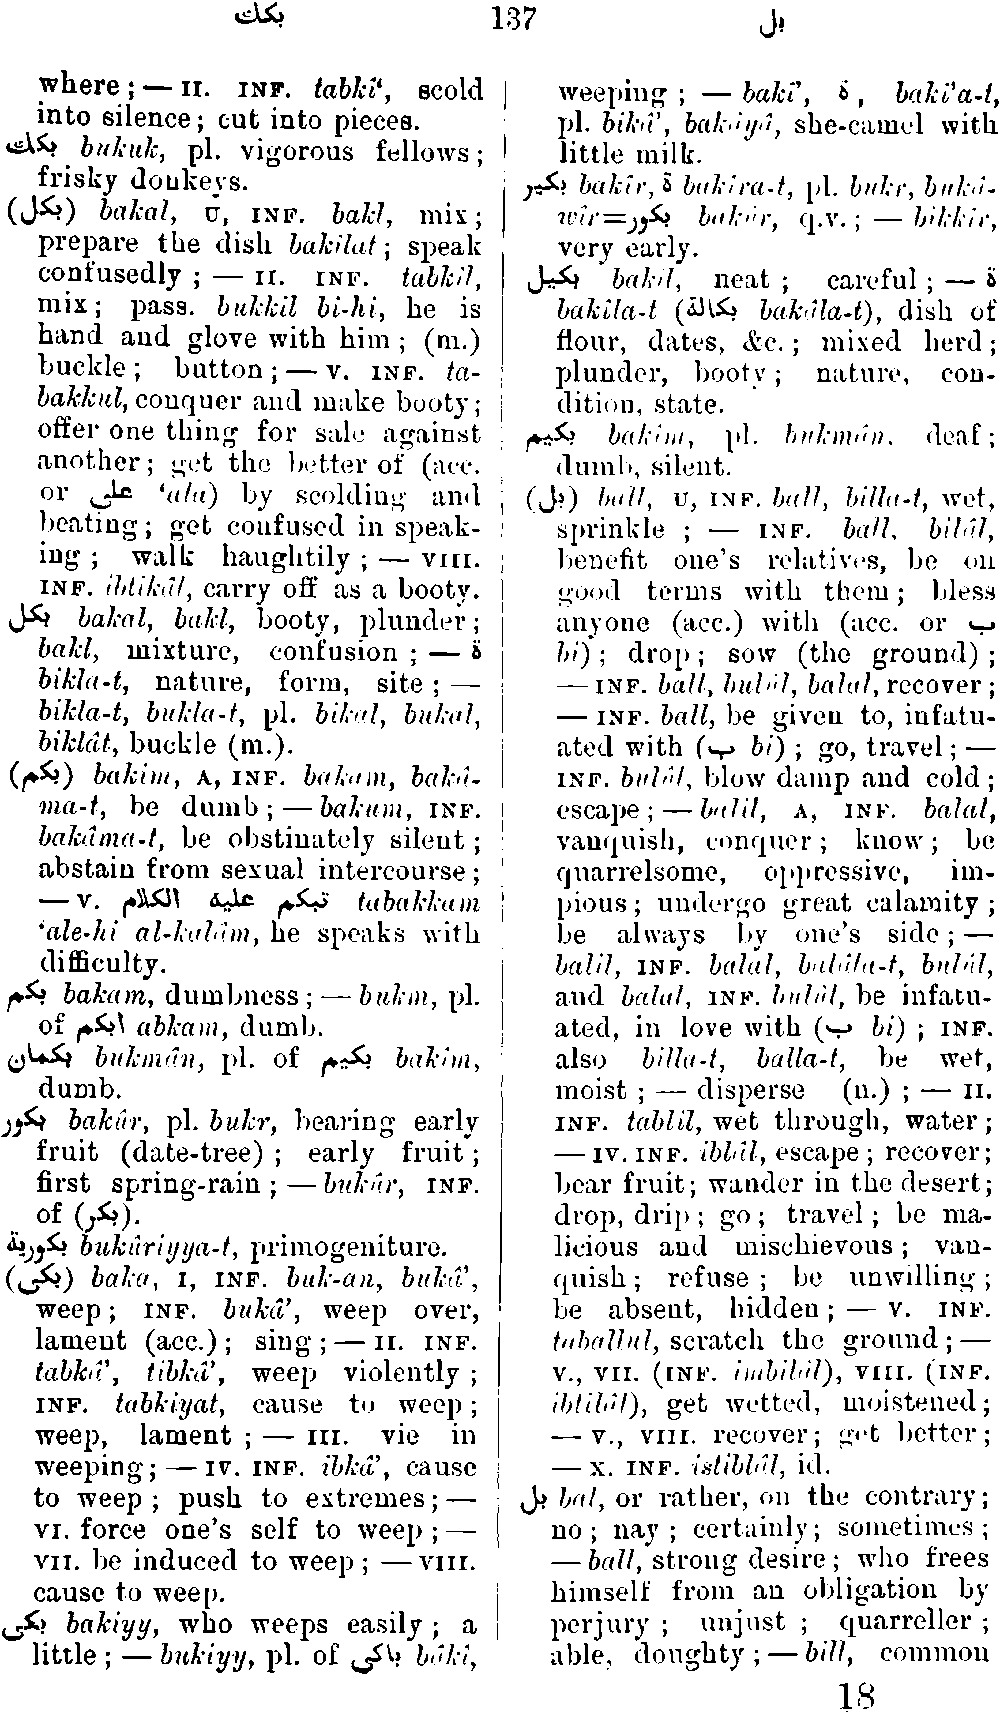 بكك 137 بل
where; — II. INF. tabkî‘, scold
into silence; cut into pieces.
بكك bukuk, pl. vigorous fellows;
frisky donkeys.
(بكل) bakal, U, INF. bakl, mix;
prepare the dish bakîlat; speak
confusedly; — II. INF. tabkîl,
mix; pass. bukkil bi-hi, he is
hand and glove with him; (m.)
buckle; button; — V. INF. ta-
bakkul, conquer and make booty;
offer one thing for sale against
another; get the better of (acc.
or على ‘ala) by scolding and
beating; get confused in speak-
ing; walk haughtily; — VIII.
INF. ibtikâl, carry off as a booty.
بكل bakal, bakl, booty, plunder;
bakl, mixture, confusion; — ة
bikla-t, nature, form, site; —
bikla-t, bukla-t, pl. bikal, bukal,
biklât, buckle (m.).
(بكم) bakim, A, INF. bakam, bakâ-
ma-t, be dumb; — bakum, INF.
bakâma-t, be obstinately silent;
abstain from sexual intercourse;
— V. تبكم عليه الكلام tabakkam
‘ale-hi al-kalâm, he speaks with
difficulty.
بكم bakam, dumbness; — bukm, pl.
of ابكم abkam, dumb.
بكمان bukmân, pl. of بكيم bakîm,
dumb.
بكور bakûr, pl. bukr, bearing early
fruit (date-tree); early fruit;
first spring-rain; — bukûr, INF.
of (بكر).
بكورية bukûriyya-t, primogeniture.
(بكى) baka, I, INF. buk-an, bukâ’,
weep; INF. bukâ’, weep over,
lament (acc.); sing; — II. INF.
tabkâ’, tibkâ’, weep violently;
INF. tabkiyat, cause to weep;
weep, lament; — III. vie in
weeping; — IV. INF. ibkâ’, cause
to weep; push to extremes; —
VI. force one's self to weep; —
VII. be induced to weep; — VIII.
cause to weep.
بكى bakiyy, who weeps easily; a
little; — bukiyy, pl. of باكى bâkî,
weeping; — bakî’, ة, bakî’a-t,
pl. bikâ’, bakâyâ, she-camel with
little milk.
بكير bakîr, ة bakîra-t, pl. bukr, bukâ-
wîr=بكور bakûr, q.v.; — bikkîr,
very early.
بكيل bakîl, neat; careful; — ة
bakîla-t (بكالة bakâla-t), dish of
flour, dates, &c.; mixed herd;
plunder, booty; nature, con-
dition, state.
بكيم bakîm, pl. bukmân, deaf;
dumb, silent.
(بل) ball, U, INF. ball, billa-t, wet,
sprinkle; — INF. ball, bilâl,
benefit one's relatives, be on
good terms with them; bless
anyone (acc.) with (acc. or ب
bi); drop; sow (the ground);
— INF. ball, bulûl, balal, recover;
— INF. ball, be given to, infatu-
ated with (ب bi); go, travel; —
INF. bulûl, blow damp and cold;
escape; — balil, A, INF. balal,
vanquish, conquer; know; be
quarrelsome, oppressive, im-
pious; undergo great calamity;
be always by one's side; —
balil, INF. balâl, balâla-t, bulûl,
and balal, INF. bulûl, be infatu-
ated, in love with (ب bi); INF.
also billa-t, balla-t, be wet,
moist; — disperse (n.); — II.
INF. tablîl, wet through, water;
— IV. INF. iblâl, escape; recover;
bear fruit; wander in the desert;
drop, drip; go; travel; be ma-
licious and mischievous; van-
quish; refuse; be unwilling;
be absent, hidden; — V. INF.
taballul, scratch the ground; —
V., VII. (INF. inbilâl), VIII. (INF.
ibtilâl), get wetted, moistened;
— V., VIII. recover; get better;
— X. INF. istiblâl, id.
بل bal, or rather, on the contrary;
no; nay; certainly; sometimes;
— ball, strong desire; who frees
himself from an obligation by
perjury; unjust; quarreller;
able, doughty; — bill, common
18